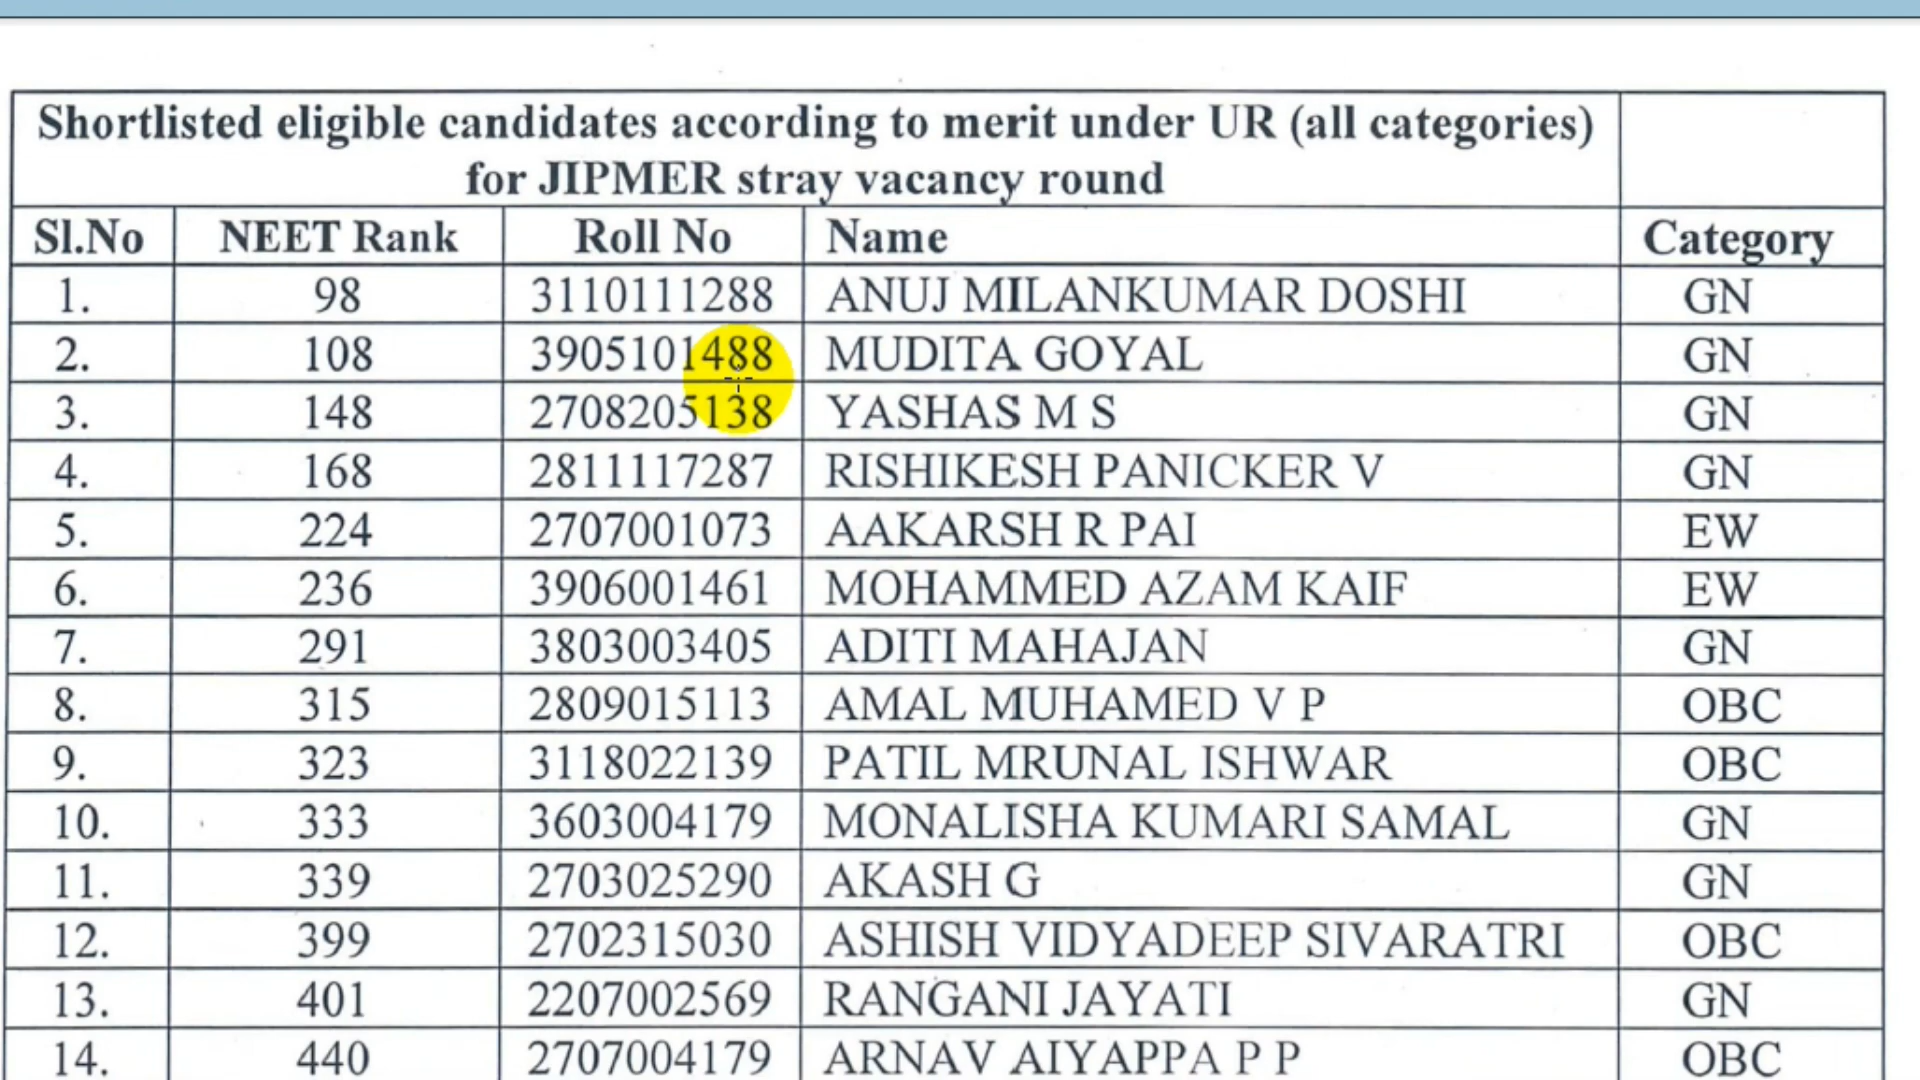 Shortlisted eligible candidates according to merit under UR (all categories)
for JIPMER stray vacancy round
Sl.No NEET Rank Roll No Name Category
1. 98 3110111288 ANUJ MILANKUMAR DOSHI GN
2. 108 3905101488 MUDITA GOYAL GN
3. 148 2708205138 YASHAS M S GN
4. 168 2811117287 RISHIKESH PANICKER V GN
5. 224 2707001073 AAKARSH R PAI EW
6. 236 3906001461 MOHAMMED AZAM KAIF EW
7. 291 3803003405 ADITI MAHAJAN GN
8. 315 2809015113 AMAL MUHAMED V P OBC
9. 323 3118022139 PATIL MRUNAL ISHWAR OBC
10. 333 3603004179 MONALISHA KUMARI SAMAL GN
11. 339 2703025290 AKASH G GN
12. 399 2702315030 ASHISH VIDYADEEP SIVARATRI OBC
13. 401 2207002569 RANGANI JAYATI GN
14. 440 2707004179 ARNAV AIYAPPA P P OBC